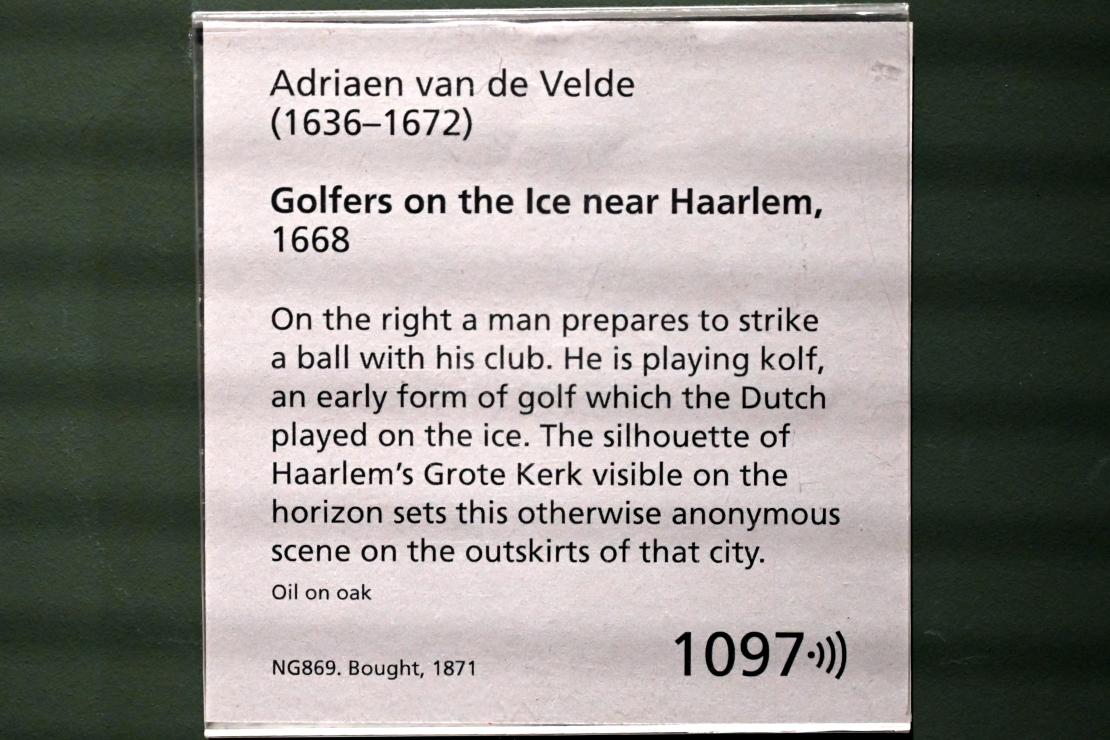 Adriaen van de Velde
(1636–1672)
Golfers on the Ice near Haarlem,
1668
On the right a man prepares to strike
a ball with his club. He is playing kolf,
an early form of golf which the Dutch
played on the ice. The silhouette of
Haarlem's Grote Kerk visible on the
horizon sets this otherwise anonymous
scene on the outskirts of that city.
Oil on oak
NG869. Bought, 1871
1097